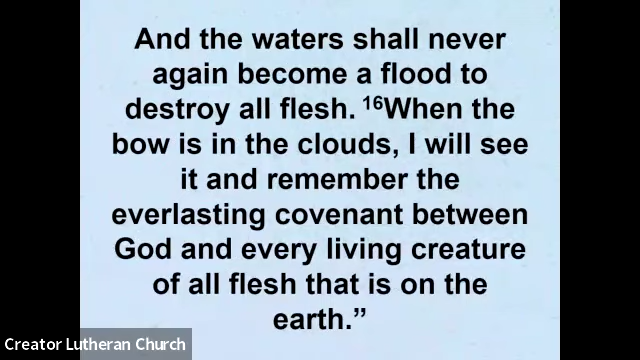 And the waters shall never
again become a flood to
destroy all flesh. ¹⁶When the
bow is in the clouds, I will see
it and remember the
everlasting covenant between
God and every living creature
of all flesh that is on the
earth.”
Creator Lutheran Church